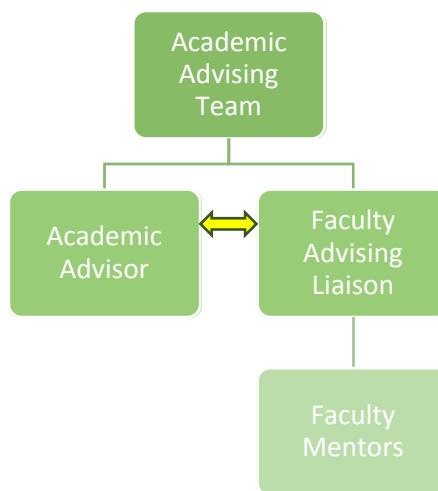 Academic
Advising
Team
Academic
Advisor
Faculty
Advising
Liaison
Faculty
Mentors